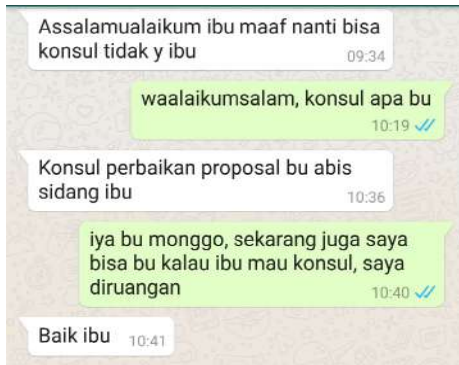 Assalamualaikum ibu maaf nanti bisa
konsul tidak y ibu
09:34
waalaikumsalam, konsul apa bu
10:19
Konsul perbaikan proposal bu abis
sidang ibu
10:36
iya bu monggo, sekarang juga saya
bisa bu kalau ibu mau konsul, saya
diruangan
10:40
Baik ibu 10:41